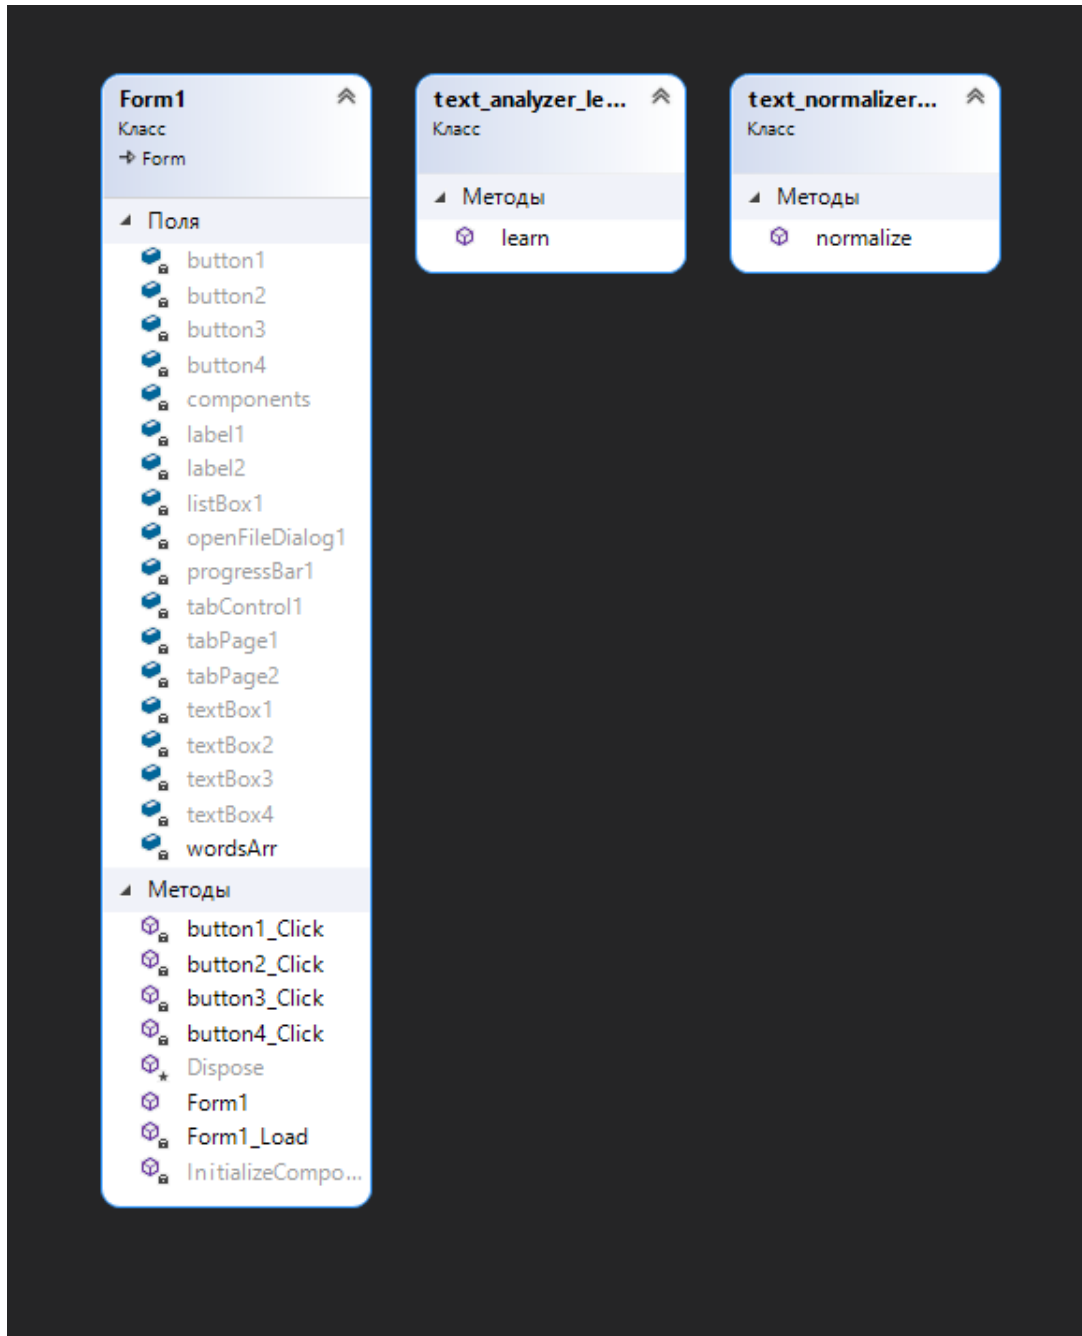 Form1
Класс
Form
Поля
button1
button2
button3
button4
components
label1
label2
listBox1
openFileDialog1
progressBar1
tabControl1
tabPage1
tabPage2
textBox1
textBox2
textBox3
textBox4
wordsArr
Методы
button1_Click
button2_Click
button3_Click
button4_Click
Dispose
Form1
Form1_Load
InitializeCompo...
text_analyzer_le...
Класс
Методы
learn
text_normalizer...
Класс
Методы
normalize